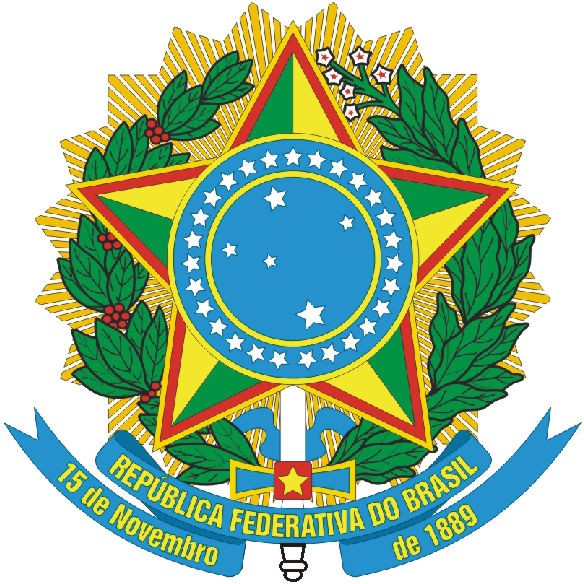 REPÚBLICA FEDERATIVA DO BRASIL
15 de Novembro
de 1889